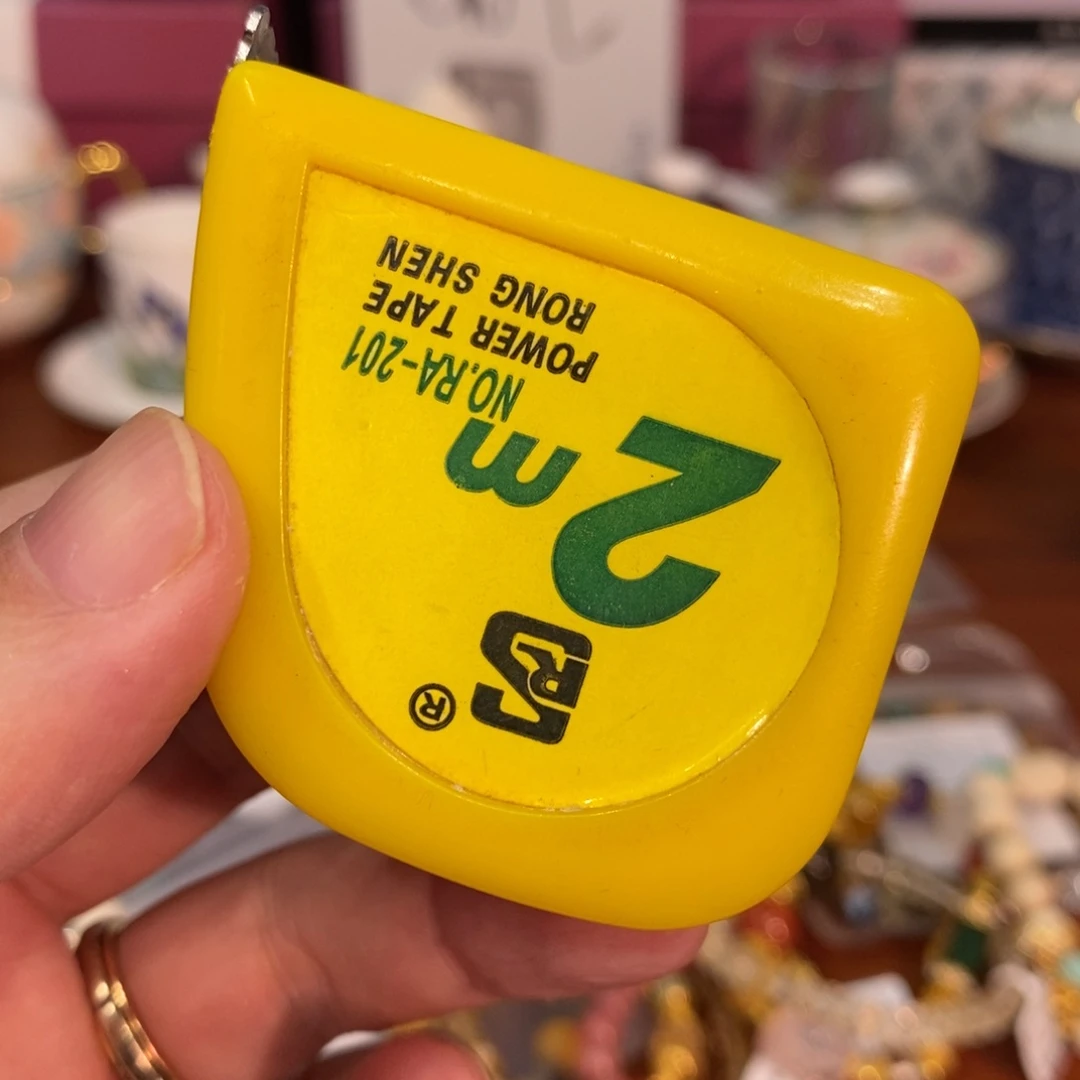 RS
®
2m
NO.RA-201
POWER TAPE
RONG SHEN